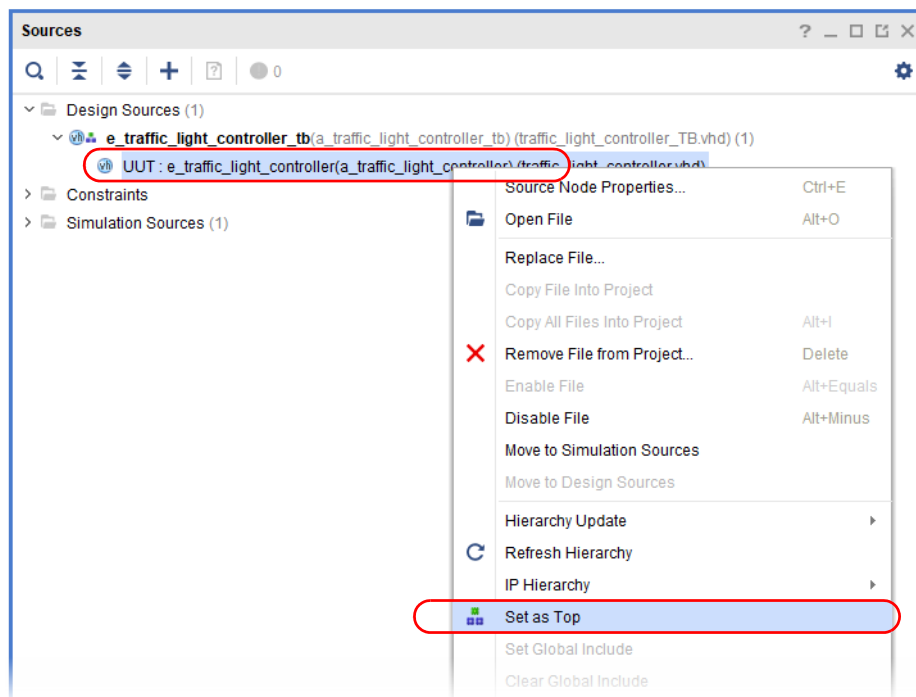 Sources
0
Design Sources (1)
e_traffic_light_controller_tb(a_traffic_light_controller_tb) (traffic_light_controller_TB.vhd) (1)
UUT : e_traffic_light_controller(a_traffic_light_controller) (traffic_light_controller.vhd)
Constraints
Simulation Sources (1)
Source Node Properties... Ctrl+E
Open File Alt+O
Replace File...
Copy File Into Project
Copy All Files Into Project Alt+I
Remove File from Project... Delete
Enable File Alt+Equals
Disable File Alt+Minus
Move to Simulation Sources
Move to Design Sources
Hierarchy Update
Refresh Hierarchy
IP Hierarchy
Set as Top
Set Global Include
Clear Global Include